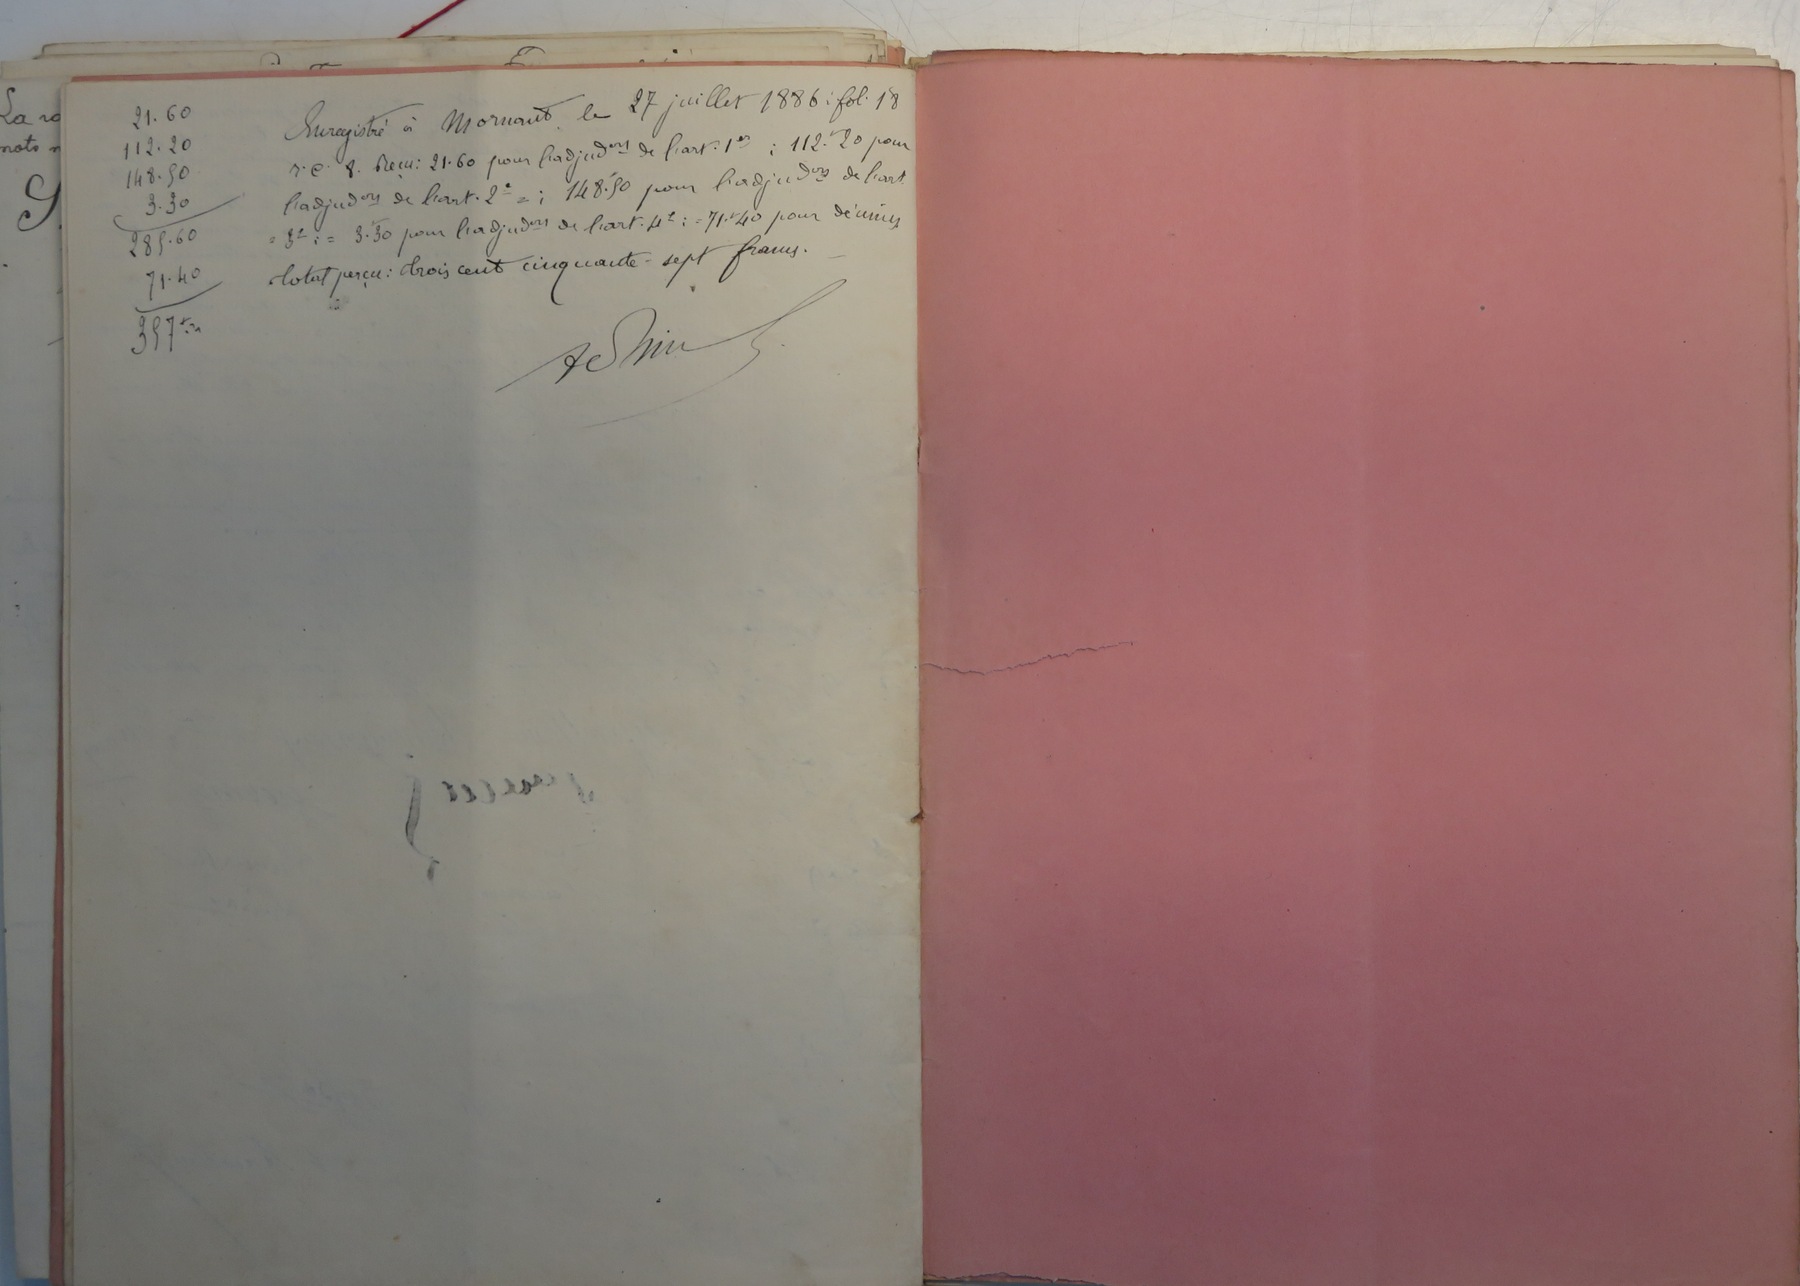 21.60
112.20
148.50
3.30
285.60
71.40
357
Enregistré à Mornant, le 27 juillet 1886 : fol. 18
r. c. 8. Reçu : 21.60 pour l'adjudon de l'art. 1er ; 112.20 pour
l'adjudon de l'art. 2e = ; 148.50 pour l'adjudon de l'art.
= 3e ; = 3.30 pour l'adjudon de l'art. 4e ; = 71.40 pour décimes
total perçu : trois cent cinquante-sept francs.
La
mots